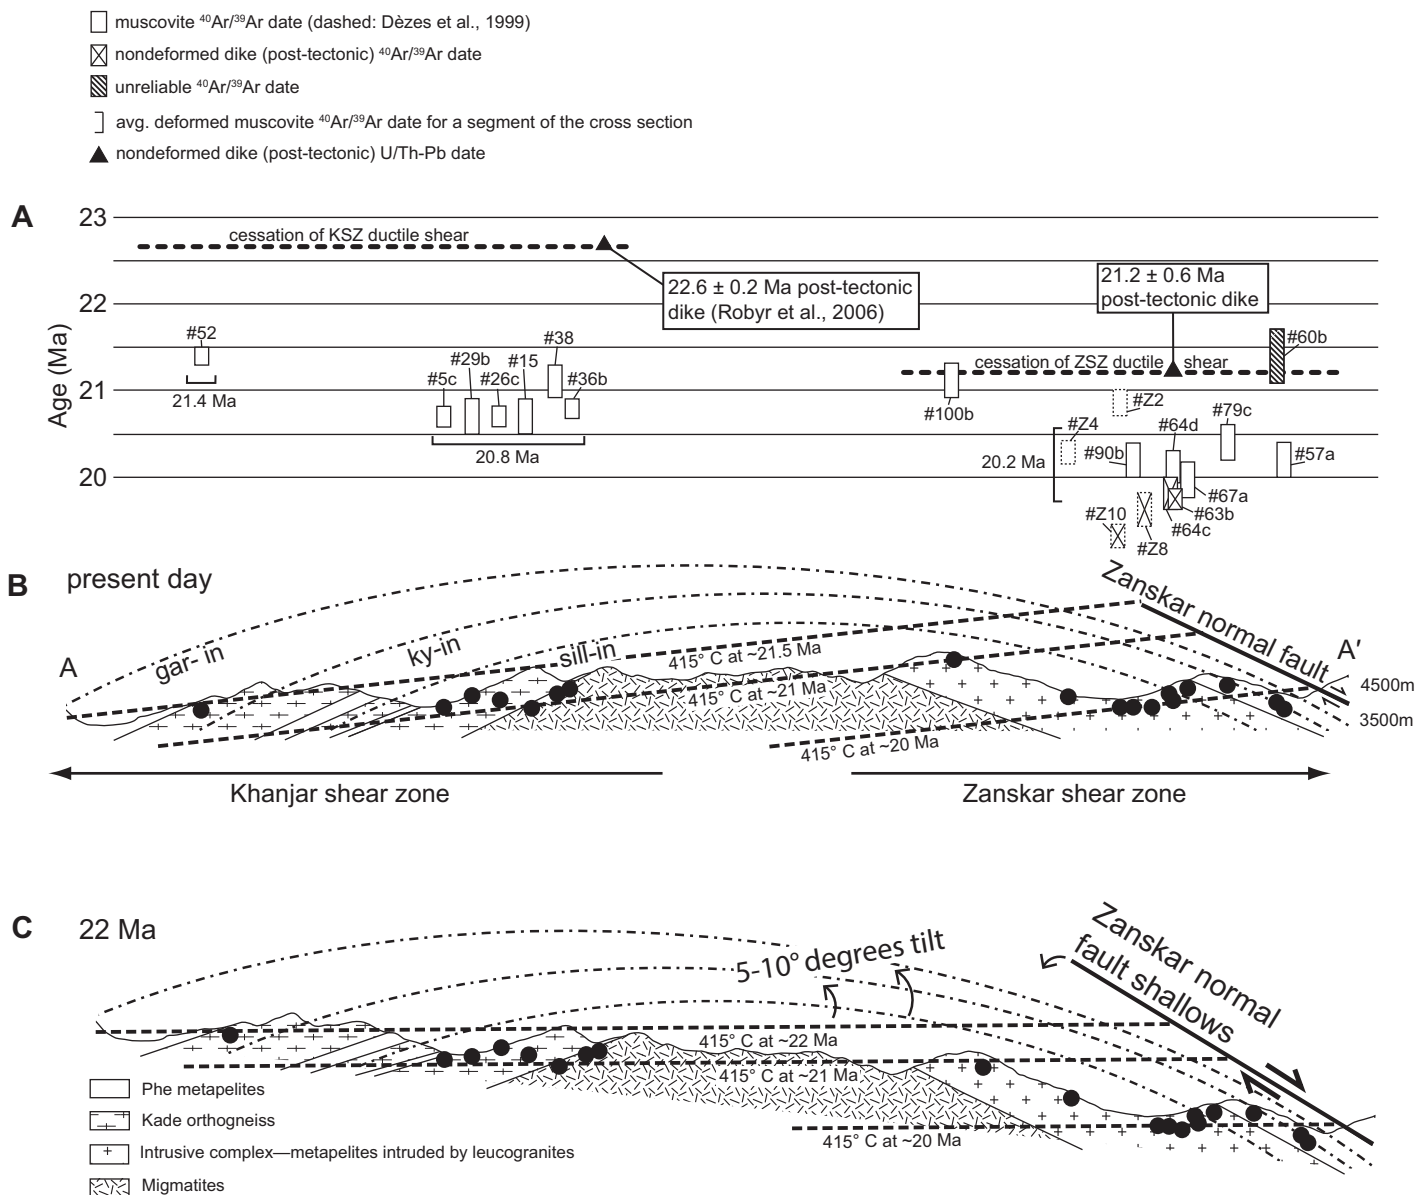 muscovite ⁴⁰Ar/³⁹Ar date (dashed: Dèzes et al., 1999)
nondeformed dike (post-tectonic) ⁴⁰Ar/³⁹Ar date
unreliable ⁴⁰Ar/³⁹Ar date
avg. deformed muscovite ⁴⁰Ar/³⁹Ar date for a segment of the cross section
nondeformed dike (post-tectonic) U/Th-Pb date
A
Age (Ma)
23
22
21
20
cessation of KSZ ductile shear
22.6 ± 0.2 Ma post-tectonic
dike (Robyr et al., 2006)
21.2 ± 0.6 Ma
post-tectonic dike
cessation of ZSZ ductile shear
#52
21.4 Ma
#5c
#29b
#26c
#15
#38
#36b
20.8 Ma
#100b
#60b
#Z2
#79c
#Z4
#64d
#90b
#57a
20.2 Ma
#67a
#Z10
#63b
#64c
#Z8
B
present day
Zanskar normal fault
A
A′
gar- in
ky-in
sill-in
415° C at ~21.5 Ma
415° C at ~21 Ma
415° C at ~20 Ma
4500m
3500m
Khanjar shear zone
Zanskar shear zone
C
22 Ma
5-10° degrees tilt
Zanskar normal
fault shallows
415° C at ~22 Ma
415° C at ~21 Ma
415° C at ~20 Ma
Phe metapelites
Kade orthogneiss
Intrusive complex—metapelites intruded by leucogranites
Migmatites